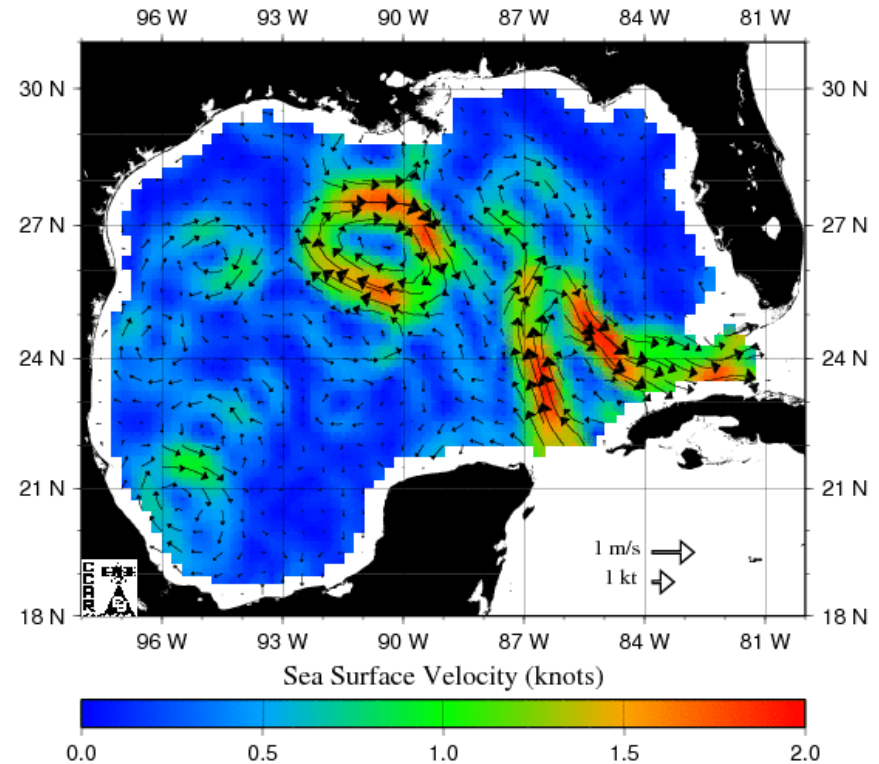 96 W 93 W 90 W 87 W 84 W 81 W
30 N 30 N
27 N 27 N
24 N 24 N
21 N 21 N
1 m/s
1 kt
CCAR
18 N 18 N
96 W 93 W 90 W 87 W 84 W 81 W
Sea Surface Velocity (knots)
0.0 0.5 1.0 1.5 2.0